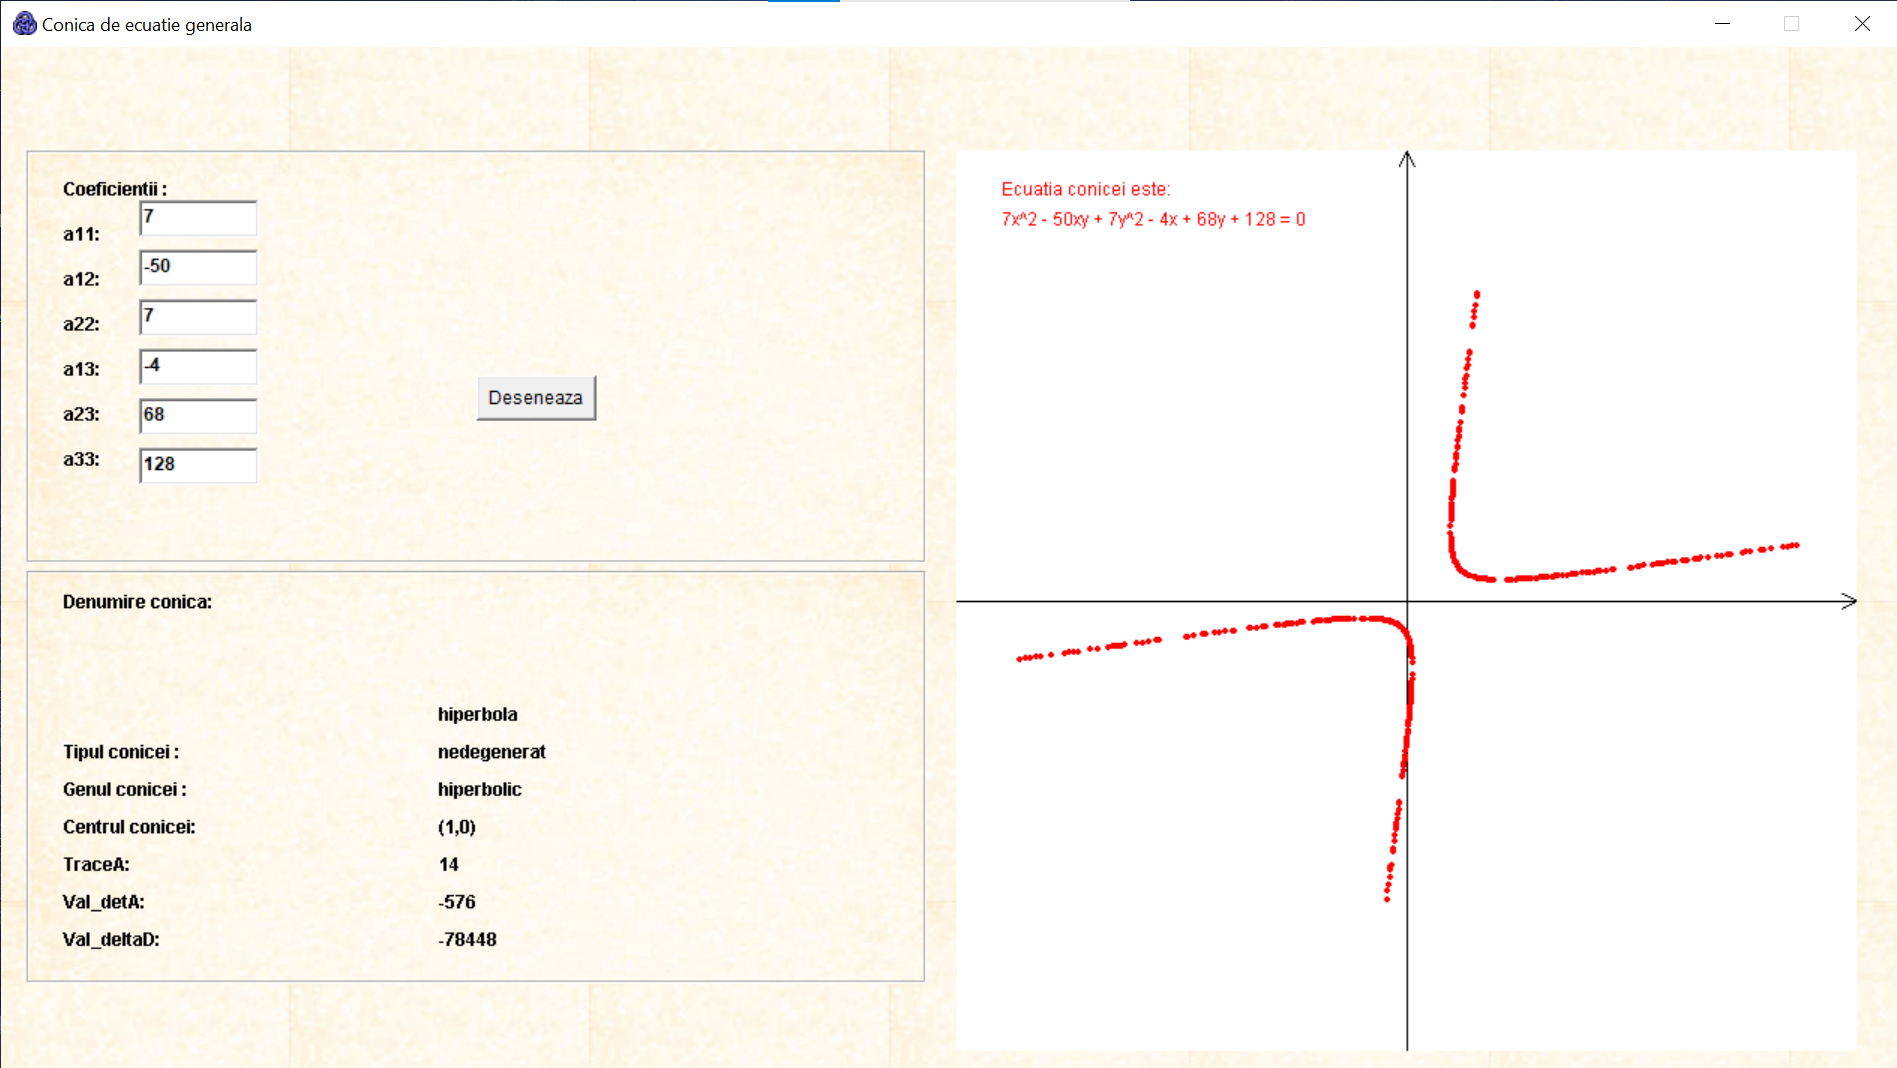 Conica de ecuatie generala
Coeficientii :
a11: 7
a12: -50
a22: 7
a13: -4
a23: 68
a33: 128
Deseneaza
Denumire conica:
hiperbola
Tipul conicei : nedegenerat
Genul conicei : hiperbolic
Centrul conicei: (1,0)
TraceA: 14
Val_detA: -576
Val_deltaD: -78448
Ecuatia conicei este:
7x^2 - 50xy + 7y^2 - 4x + 68y + 128 = 0